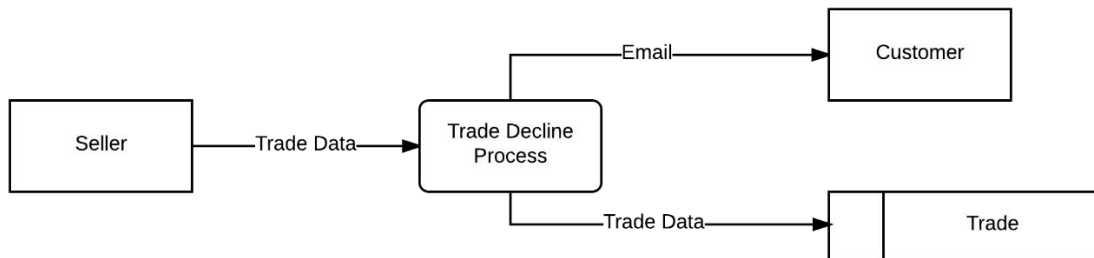 Email
Customer
Seller
Trade Data
Trade Decline
Process
Trade Data
Trade